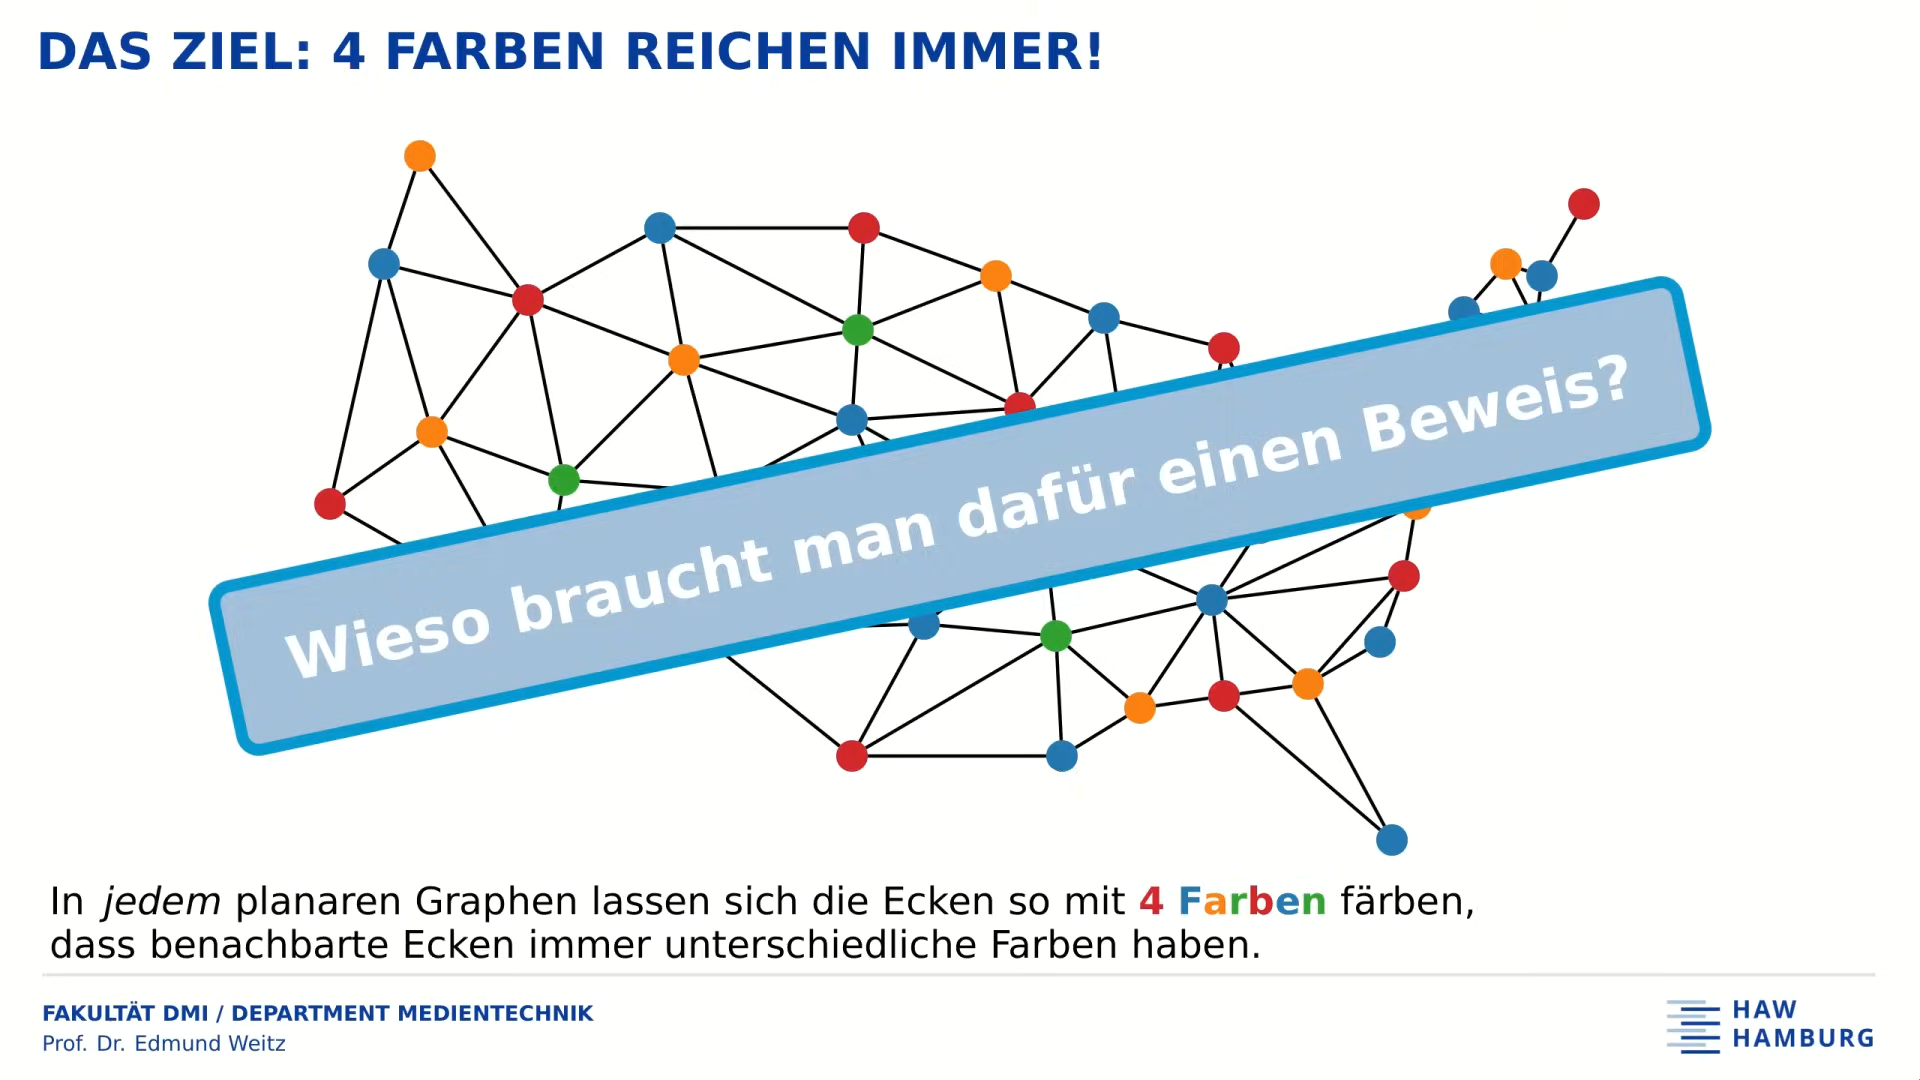 DAS ZIEL: 4 FARBEN REICHEN IMMER!
Wieso braucht man dafür einen Beweis?
In jedem planaren Graphen lassen sich die Ecken so mit 4 Farben färben,
dass benachbarte Ecken immer unterschiedliche Farben haben.
FAKULTÄT DMI / DEPARTMENT MEDIENTECHNIK
Prof. Dr. Edmund Weitz
HAW
HAMBURG